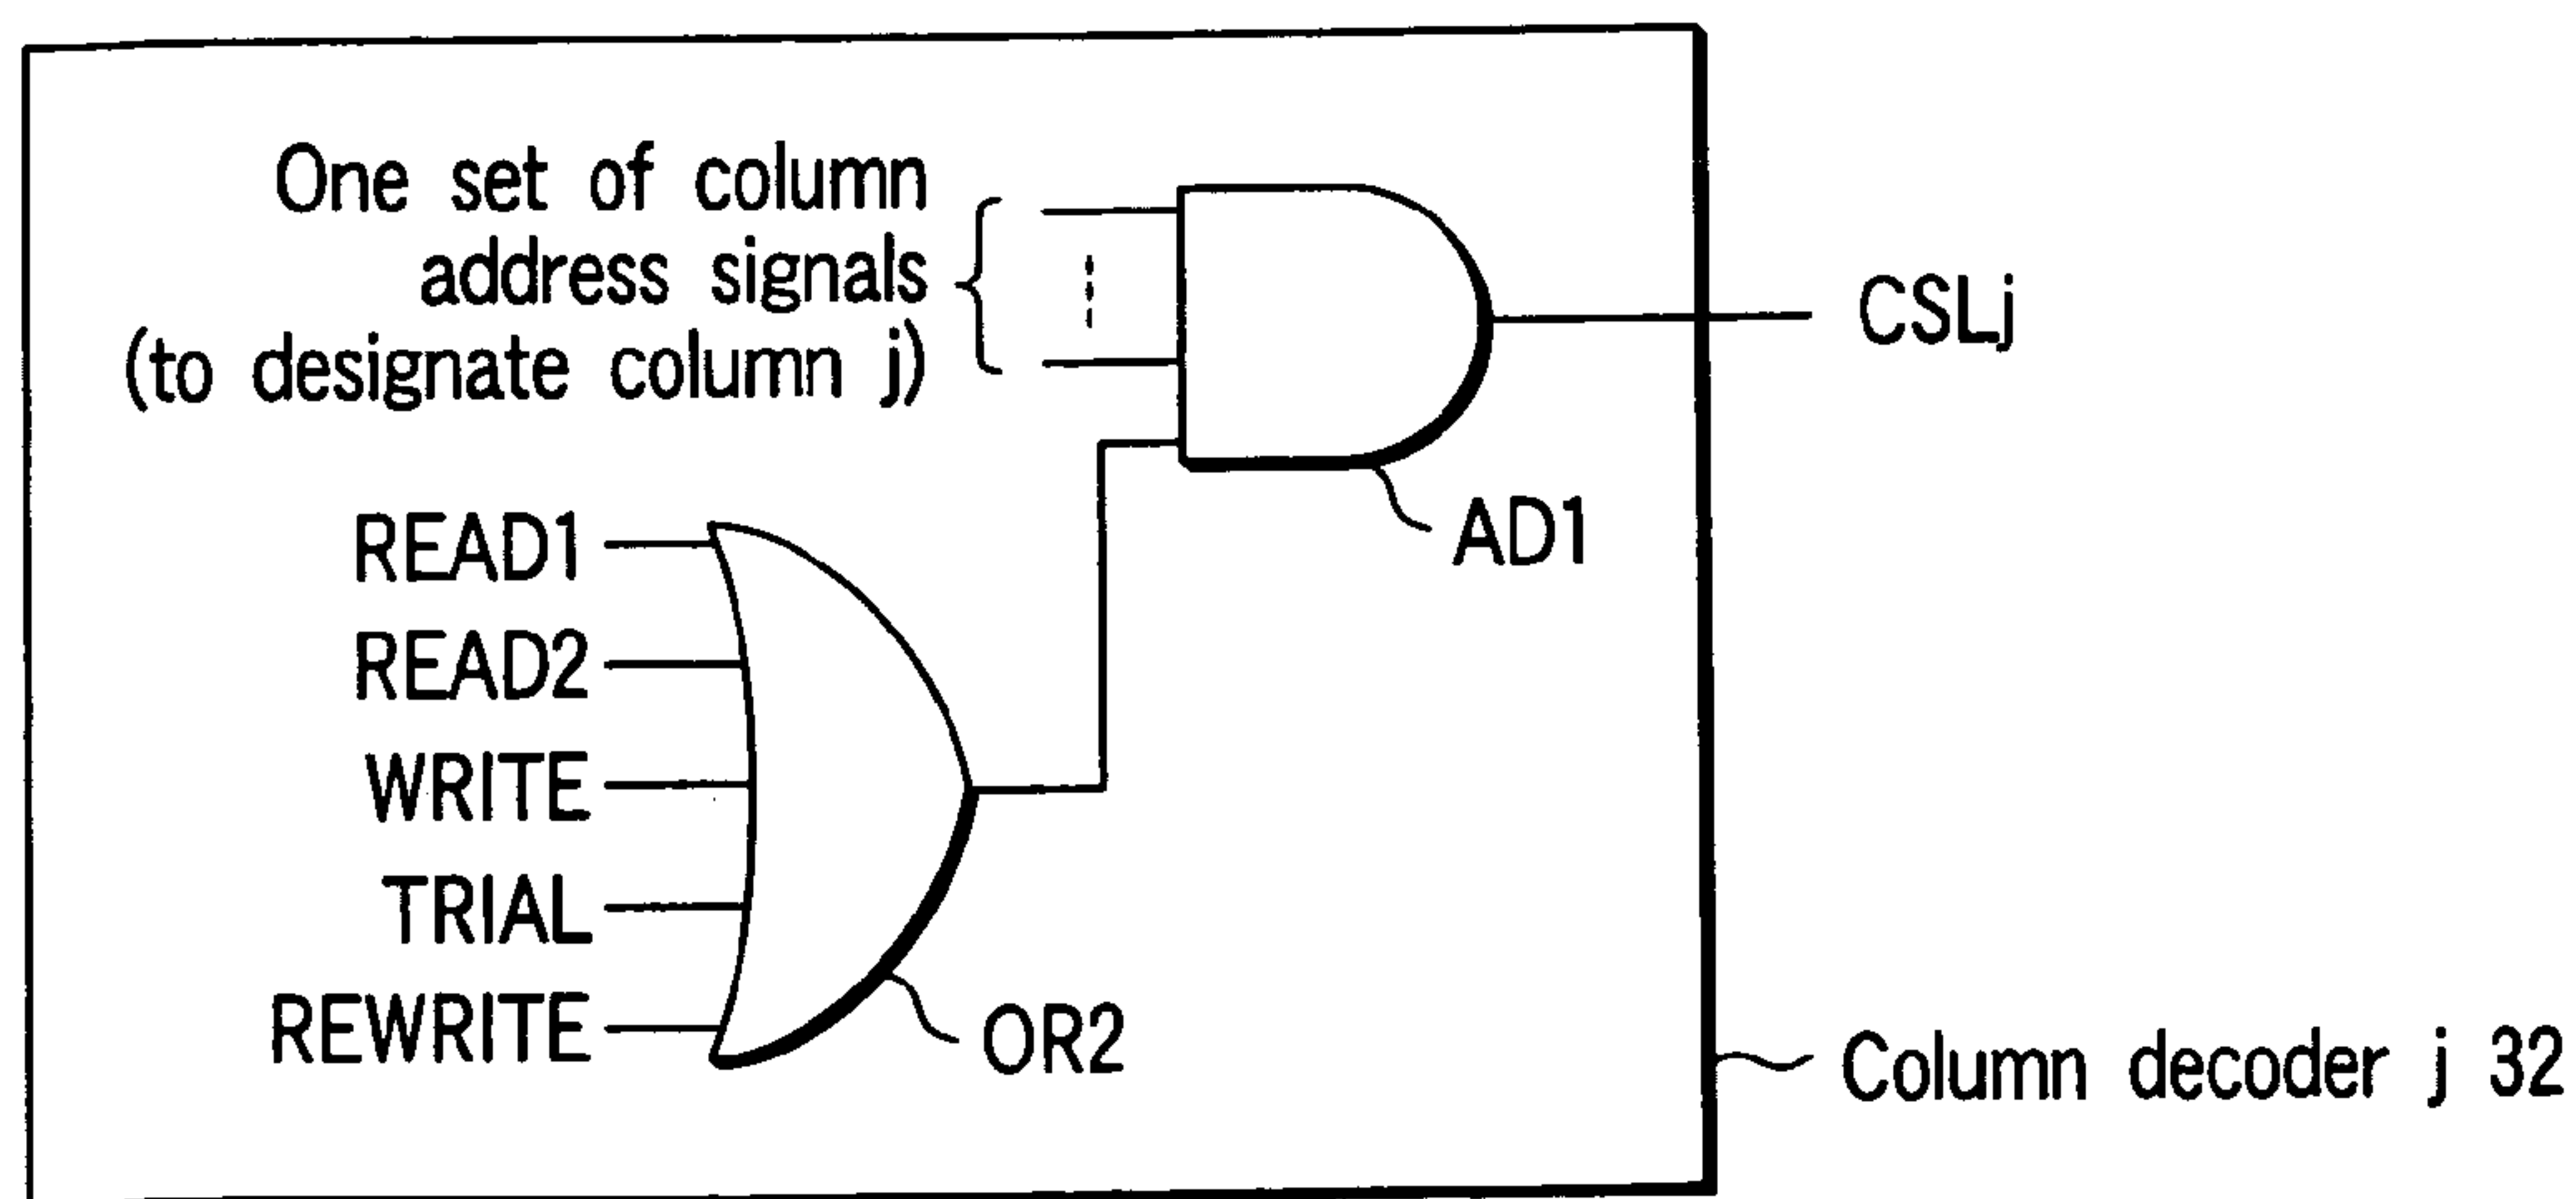 One set of column
address signals
(to designate column j)
CSLj
AD1
READ1
READ2
WRITE
TRIAL
REWRITE
OR2
Column decoder j 32